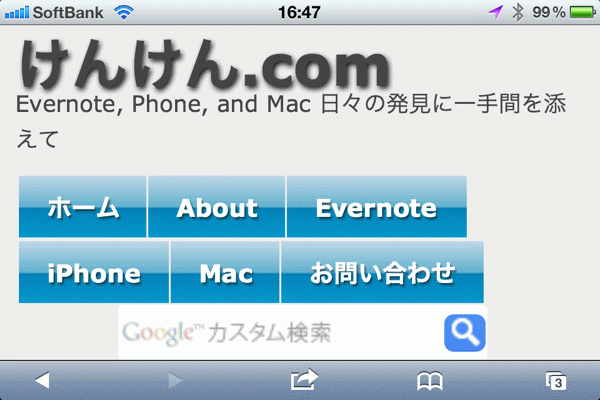 SoftBank 16:47 99%
けんけん.com
Evernote, Phone, and Mac 日々の発見に一手間を添
えて
ホーム About Evernote
iPhone Mac お問い合わせ
Google™ カスタム検索
3